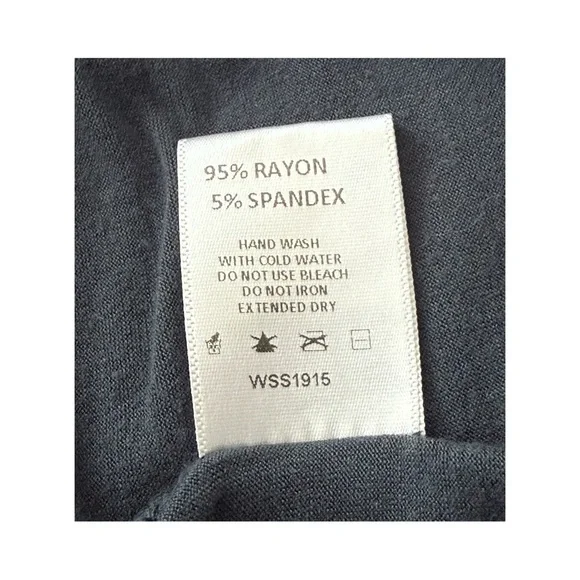 95% RAYON
5% SPANDEX
HAND WASH
WITH COLD WATER
DO NOT USE BLEACH
DO NOT IRON
EXTENDED DRY
WSS1915